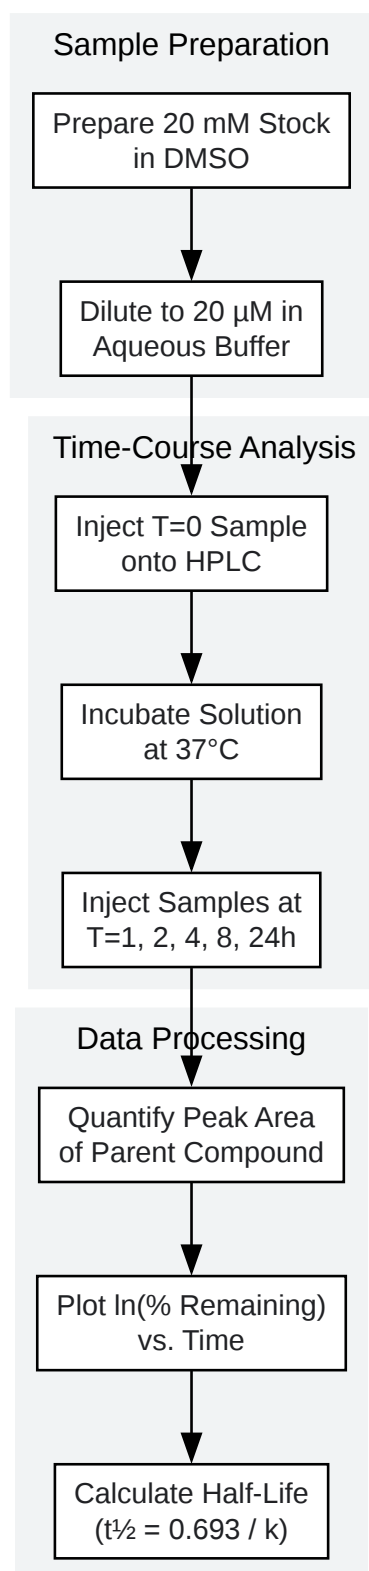 Sample Preparation
Prepare 20 mM Stock
in DMSO
Dilute to 20 µM in
Aqueous Buffer
Time-Course Analysis
Inject T=0 Sample
onto HPLC
Incubate Solution
at 37°C
Inject Samples at
T=1, 2, 4, 8, 24h
Data Processing
Quantify Peak Area
of Parent Compound
Plot ln(% Remaining)
vs. Time
Calculate Half-Life
(t½ = 0.693 / k)